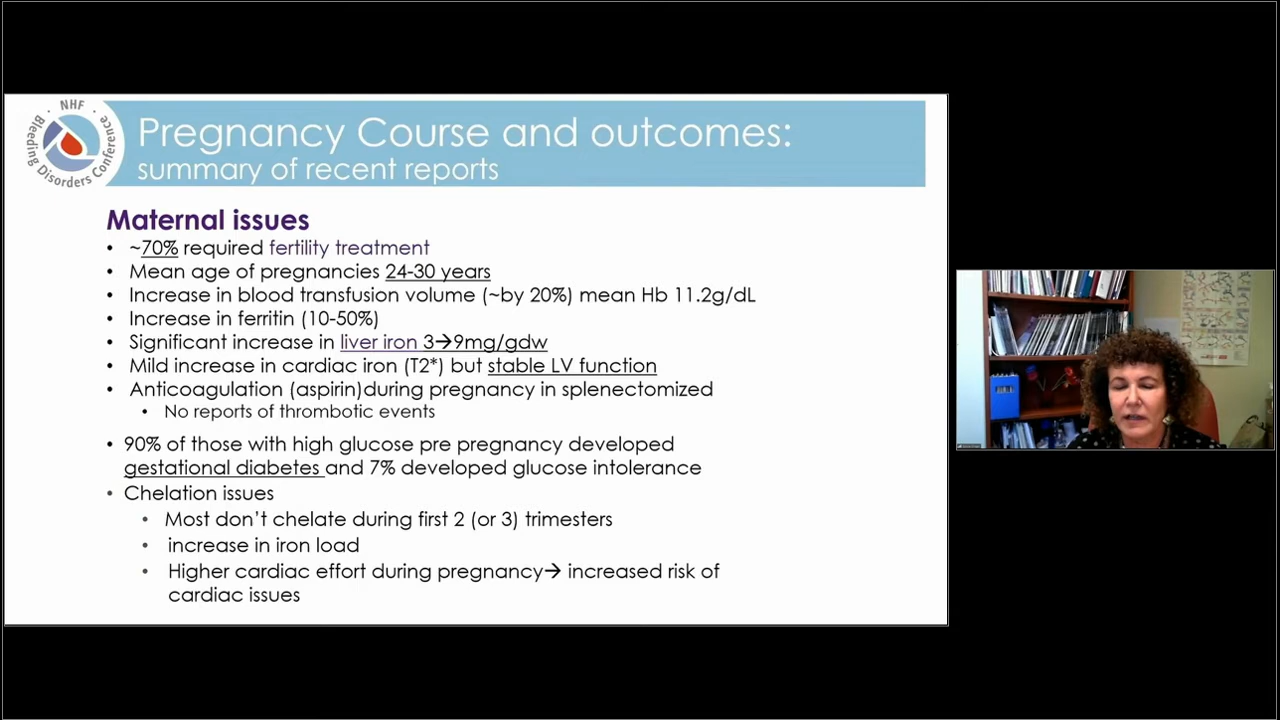 · NHF ·
Bleeding Disorders Conference
Pregnancy Course and outcomes:
summary of recent reports
Maternal issues
• ~70% required fertility treatment
• Mean age of pregnancies 24-30 years
• Increase in blood transfusion volume (~by 20%) mean Hb 11.2g/dL
• Increase in ferritin (10-50%)
• Significant increase in liver iron 3→9mg/gdw
• Mild increase in cardiac iron (T2*) but stable LV function
• Anticoagulation (aspirin)during pregnancy in splenectomized
• No reports of thrombotic events
• 90% of those with high glucose pre pregnancy developed
gestational diabetes and 7% developed glucose intolerance
• Chelation issues
• Most don’t chelate during first 2 (or 3) trimesters
• increase in iron load
• Higher cardiac effort during pregnancy→ increased risk of
cardiac issues